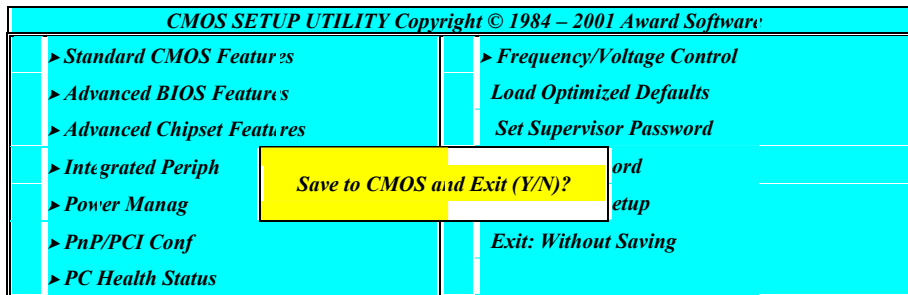 CMOS SETUP UTILITY Copyright © 1984 – 2001 Award Software
➤ Standard CMOS Features
➤ Advanced BIOS Features
➤ Advanced Chipset Features
➤ Integrated Periph
➤ Power Manag
➤ PnP/PCI Conf
➤ PC Health Status
➤ Frequency/Voltage Control
Load Optimized Defaults
Set Supervisor Password
ord
etup
Exit: Without Saving
Save to CMOS and Exit (Y/N)?